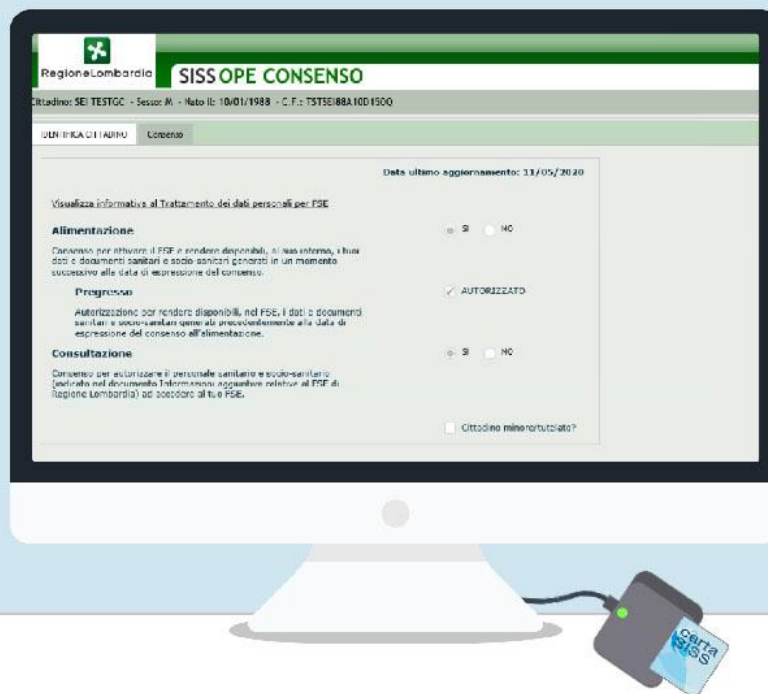 RegioneLombardia
SISS OPE CONSENSO
Cittadino: SEI TESTGC - Sesso: M - Nato il: 10/01/1988 - C.F.: TSTSEI88A10D150Q
IDENTIFICA CITTADINO Consenso
Data ultimo aggiornamento: 11/05/2020
Visualizza informativa al Trattamento dei dati personali per FSE
Alimentazione
SI NO
Consenso per attivare il FSE e rendere disponibili, al suo interno, i tuoi
dati e documenti sanitari e socio-sanitari generati in un momento
successivo alla data di espressione del consenso.
Pregresso
AUTORIZZATO
Autorizzazione per rendere disponibili, nel FSE, i dati e documenti
sanitari e socio-sanitari generati precedentemente alla data di
espressione del consenso all'alimentazione.
Consultazione
SI NO
Consenso per autorizzare il personale sanitario e socio-sanitario
(indicato nel documento Informazioni aggiuntive relative al FSE di
Regione Lombardia) ad accedere al tuo FSE.
Cittadino minore/tutelato?
carta
SISS